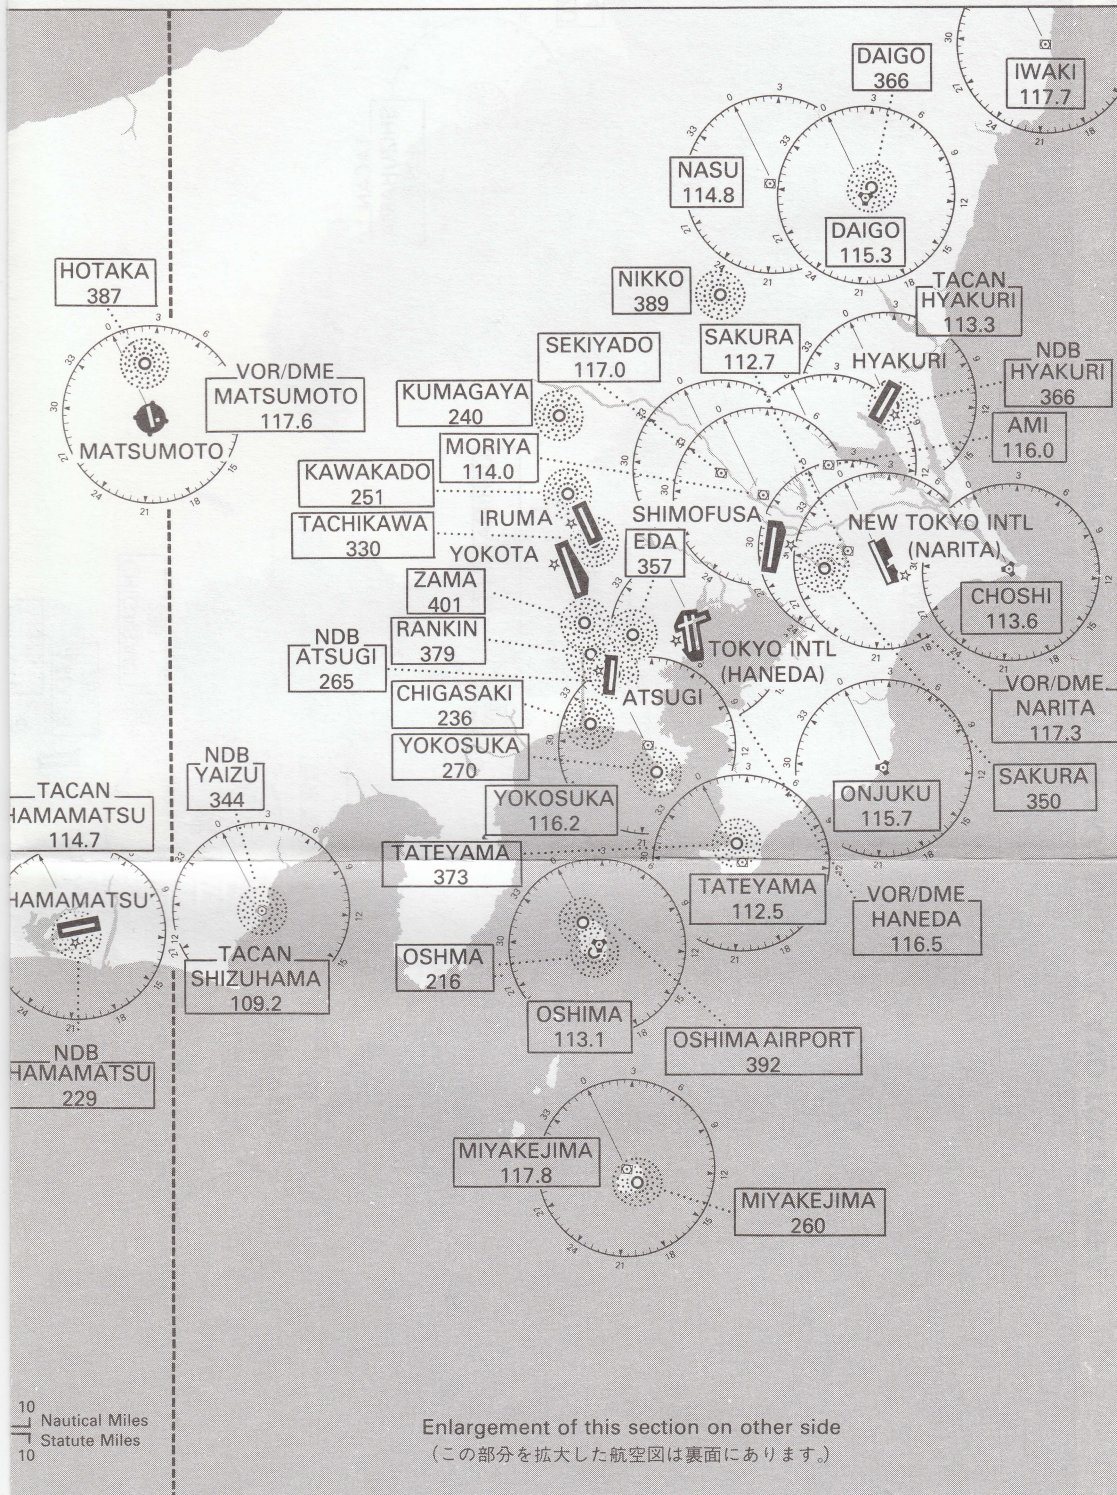 DAIGO
366
IWAKI
117.7
NASU
114.8
DAIGO
115.3
HOTAKA
387
NIKKO
389
TACAN
HYAKURI
113.3
SAKURA
112.7
SEKIYADO
117.0
HYAKURI
NDB
HYAKURI
366
VOR/DME
MATSUMOTO
117.6
KUMAGAYA
240
AMI
116.0
MATSUMOTO
MORIYA
114.0
KAWAKADO
251
IRUMA
SHIMOFUSA
TACHIKAWA
330
NEW TOKYO INTL
(NARITA)
YOKOTA
EDA
357
ZAMA
401
CHOSHI
113.6
RANKIN
379
NDB
ATSUGI
265
TOKYO INTL
(HANEDA)
CHIGASAKI
236
ATSUGI
VOR/DME
NARITA
117.3
YOKOSUKA
270
NDB
YAIZU
344
SAKURA
350
TACAN
HAMAMATSU
114.7
ONJUKU
115.7
YOKOSUKA
116.2
TATEYAMA
373
TATEYAMA
112.5
VOR/DME
HANEDA
116.5
HAMAMATSU
TACAN
SHIZUHAMA
109.2
OSHMA
216
OSHIMA
113.1
OSHIMA AIRPORT
392
NDB
HAMAMATSU
229
MIYAKEJIMA
117.8
MIYAKEJIMA
260
10
Nautical Miles
Statute Miles
10
Enlargement of this section on other side
(この部分を拡大した航空図は裏面にあります。)